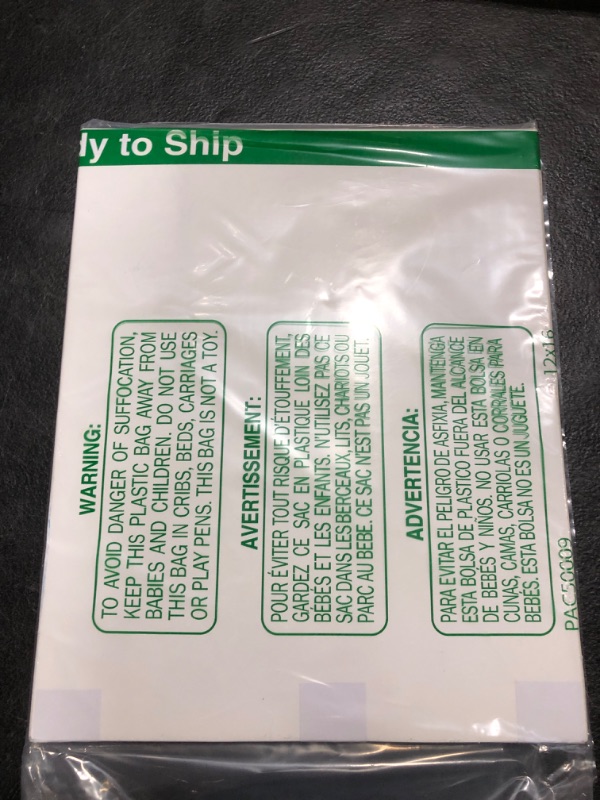 dy to Ship
WARNING:
TO AVOID DANGER OF SUFFOCATION,
KEEP THIS PLASTIC BAG AWAY FROM
BABIES AND CHILDREN. DO NOT USE
THIS BAG IN CRIBS, BEDS, CARRIAGES
OR PLAY PENS. THIS BAG IS NOT A TOY.
AVERTISSEMENT:
POUR ÉVITER TOUT RISQUE D'ÉTOUFFEMENT,
GARDEZ CE SAC EN PLASTIQUE LOIN DES
BÉBES ET LES ENFANTS. N'UTILISEZ PAS CE
SAC DANS LES BERCEAUX, LITS, CHARIOTS OU
PARC AU BEBE. CE SAC N'EST PAS UN JOUET.
ADVERTENCIA:
PARA EVITAR EL PELIGRO DE ASFIXIA, MANTENGA
ESTA BOLSA DE PLASTICO FUERA DEL ALCANCE
DE BEBÉS Y NIÑOS. NO USAR ESTA BOLSA EN
CUNAS, CAMAS, CARRIOLAS O CORRALES PARA
BEBÉS. ESTA BOLSA NO ES UN JUGUETE.
PAC50009 12x16